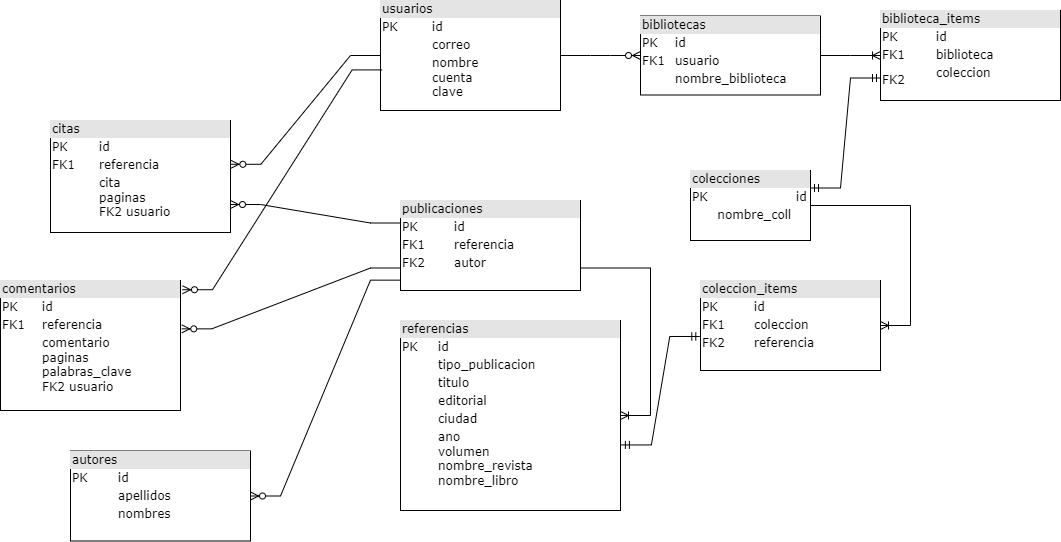 usuarios
PK id
correo
nombre
cuenta
clave
bibliotecas
PK id
FK1 usuario
nombre_biblioteca
biblioteca_items
PK id
FK1 biblioteca
coleccion
FK2
citas
PK id
FK1 referencia
cita
paginas
FK2 usuario
colecciones
PK id
nombre_coll
publicaciones
PK id
FK1 referencia
FK2 autor
comentarios
PK id
FK1 referencia
comentario
paginas
palabras_clave
FK2 usuario
coleccion_items
PK id
FK1 coleccion
FK2 referencia
referencias
PK id
tipo_publicacion
titulo
editorial
ciudad
ano
volumen
nombre_revista
nombre_libro
autores
PK id
apellidos
nombres